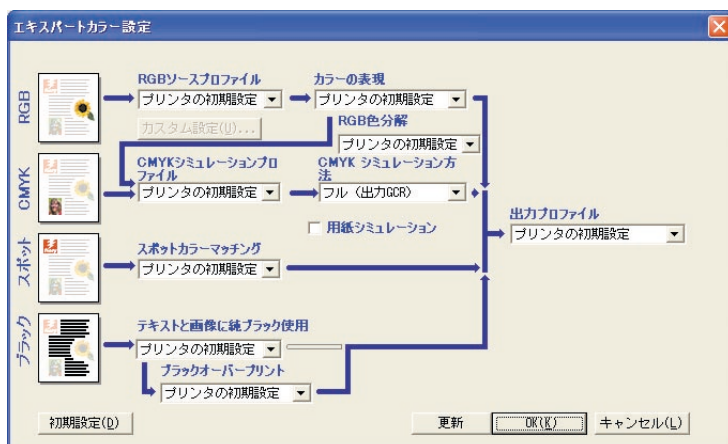 エキスパートカラー設定
RGB
RGBソースプロファイル
プリンタの初期設定
カスタム設定(U)...
カラーの表現
プリンタの初期設定
RGB色分解
プリンタの初期設定
CMYK
CMYKシミュレーションプロ
ファイル
プリンタの初期設定
CMYK シミュレーション方
法
フル（出力GCR）
用紙シミュレーション
出力プロファイル
プリンタの初期設定
スポット
スポットカラーマッチング
プリンタの初期設定
ブラック
テキストと画像に純ブラック使用
プリンタの初期設定
ブラックオーバープリント
プリンタの初期設定
初期設定(D)
更新
OK(K)
キャンセル(L)